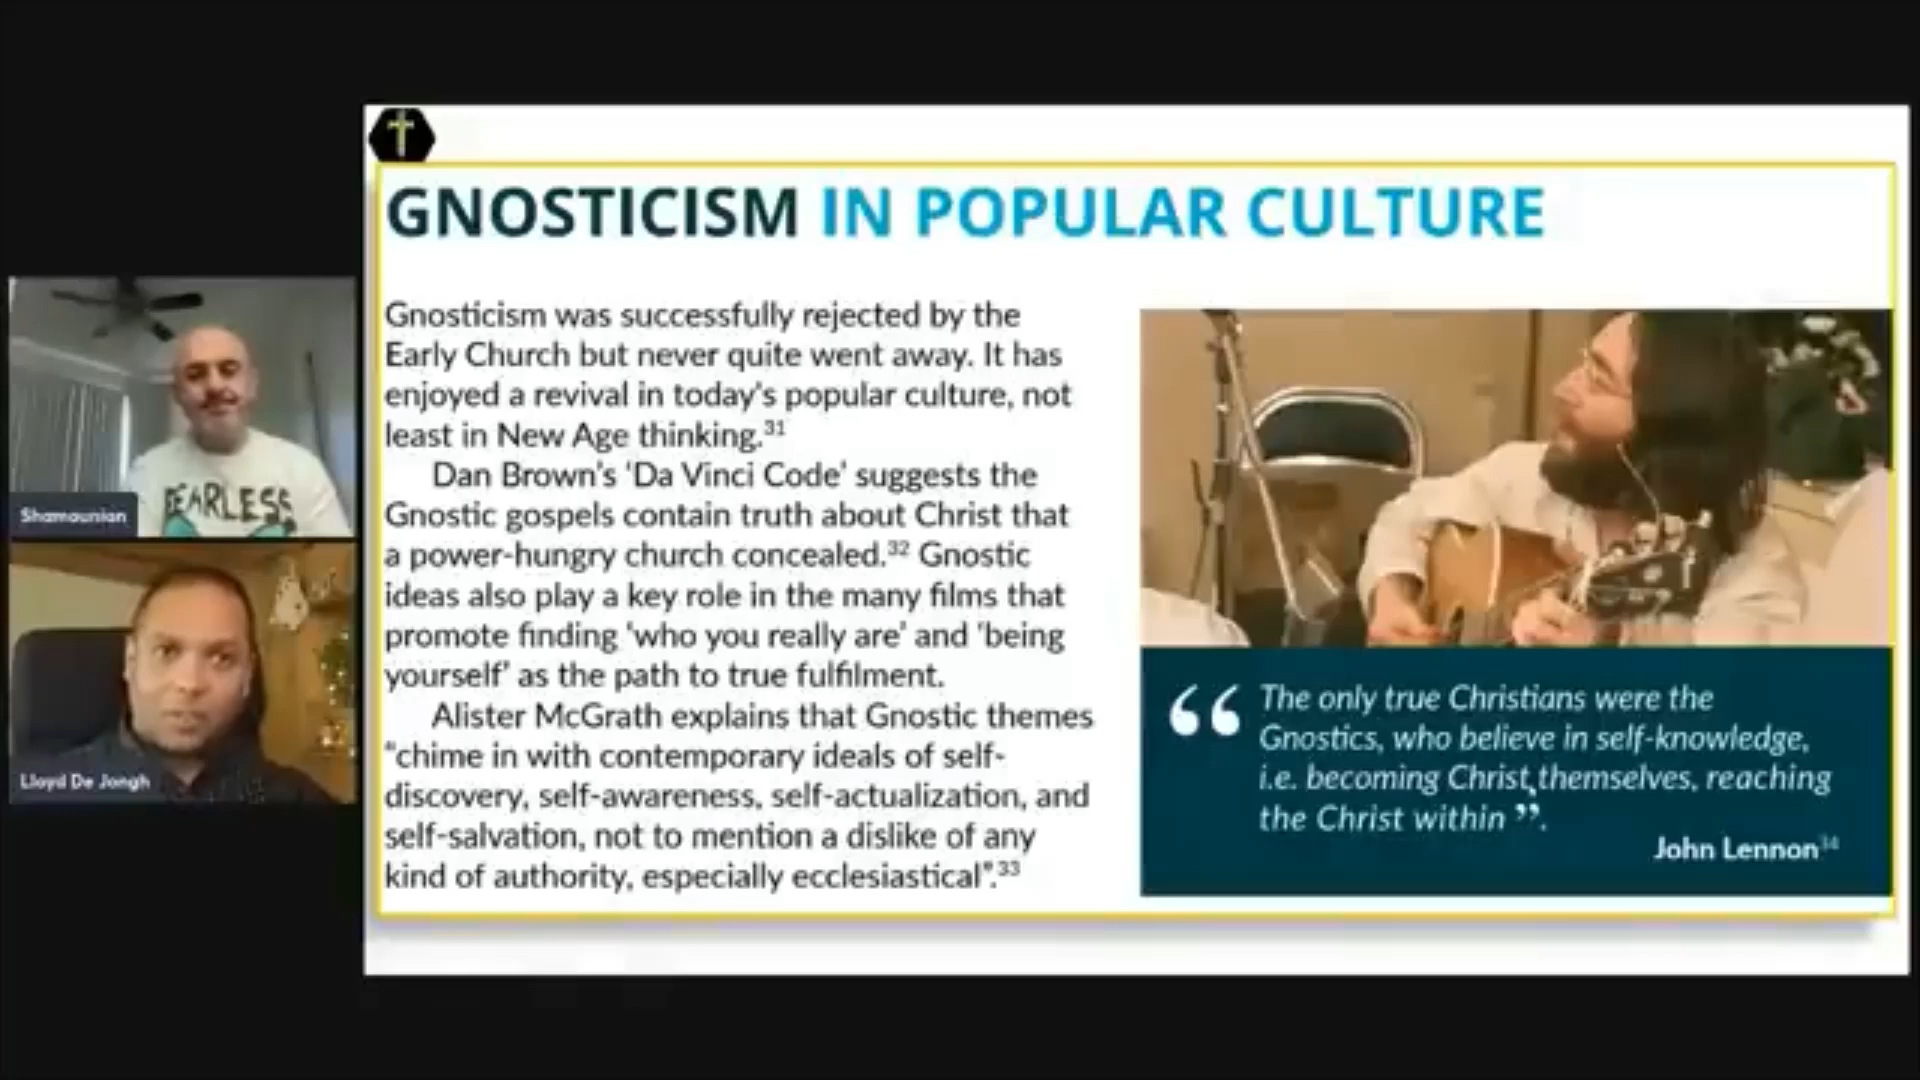 GNOSTICISM IN POPULAR CULTURE
Gnosticism was successfully rejected by the
Early Church but never quite went away. It has
enjoyed a revival in today's popular culture, not
least in New Age thinking.³¹
Dan Brown's 'Da Vinci Code' suggests the
Gnostic gospels contain truth about Christ that
a power-hungry church concealed.³² Gnostic
ideas also play a key role in the many films that
promote finding 'who you really are' and 'being
yourself' as the path to true fulfilment.
Alister McGrath explains that Gnostic themes
"chime in with contemporary ideals of self-
discovery, self-awareness, self-actualization, and
self-salvation, not to mention a dislike of any
kind of authority, especially ecclesiastical".³³
“ The only true Christians were the
Gnostics, who believe in self-knowledge,
i.e. becoming Christ themselves, reaching
the Christ within ”.
John Lennon³⁴
FEARLESS
Shamounian
Lloyd De Jongh